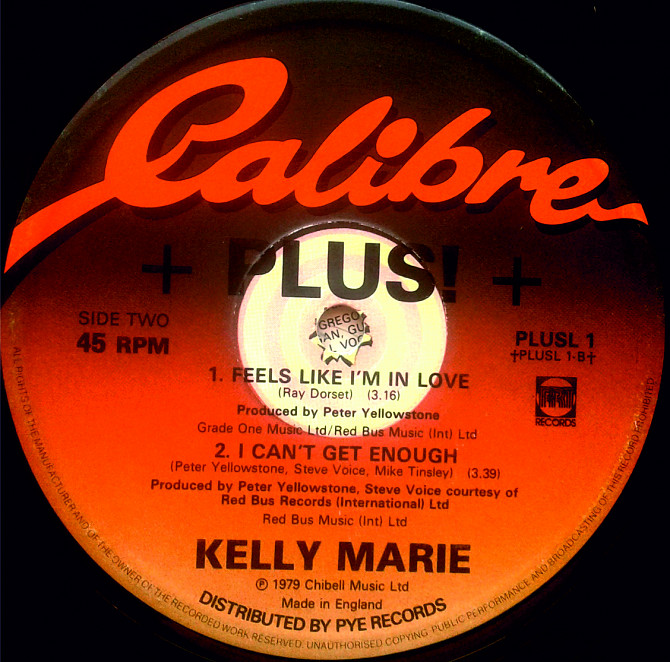 Calibre
+ PLUS! +
SIDE TWO
45 RPM
PLUSL 1
†PLUSL 1-B†
RECORDS
GREGO
IAN, GU
L, VOC
1. FEELS LIKE I'M IN LOVE
(Ray Dorset) (3.16)
Produced by Peter Yellowstone
Grade One Music Ltd/Red Bus Music (Int) Ltd
2. I CAN'T GET ENOUGH
(Peter Yellowstone, Steve Voice, Mike Tinsley) (3.39)
Produced by Peter Yellowstone, Steve Voice courtesy of
Red Bus Records (International) Ltd
Red Bus Music (Int) Ltd
KELLY MARIE
℗ 1979 Chibell Music Ltd
Made in England
DISTRIBUTED BY PYE RECORDS
ALL RIGHTS OF THE MANUFACTURER AND OF THE OWNER OF THE RECORDED WORK RESERVED. UNAUTHORISED COPYING, PUBLIC PERFORMANCE AND BROADCASTING OF THIS RECORD PROHIBITED